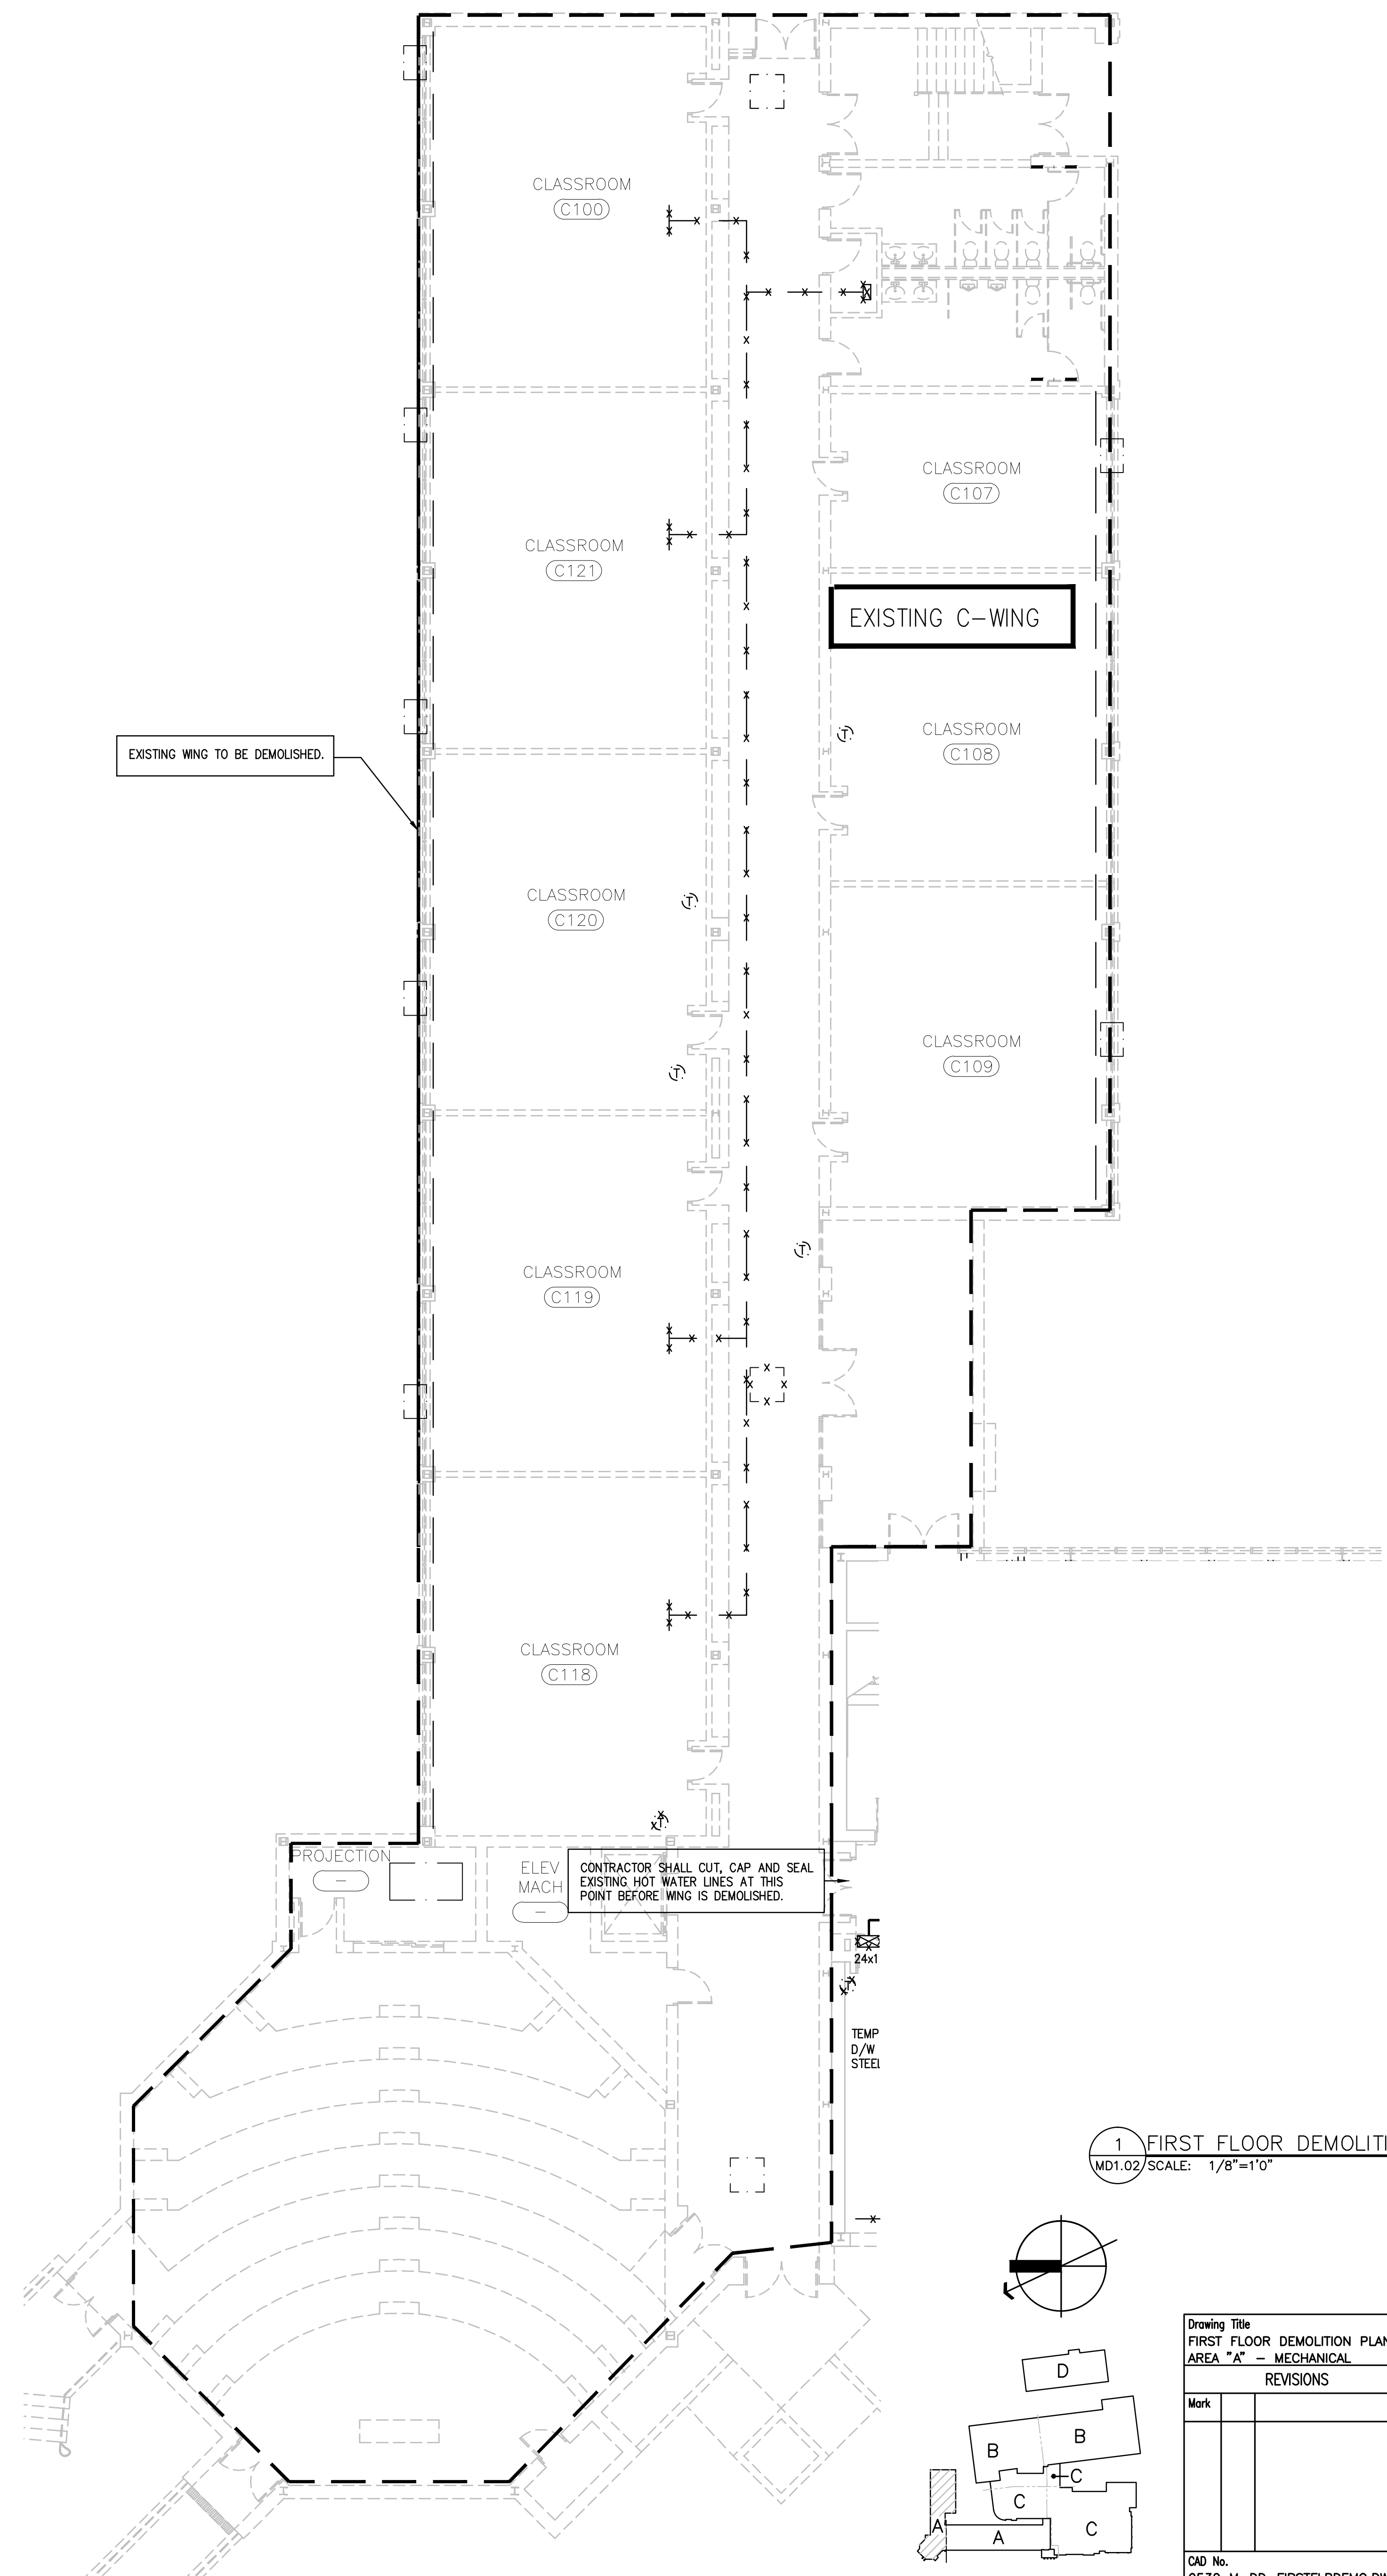 CLASSROOM
C100
CLASSROOM
C107
CLASSROOM
C121
EXISTING C-WING
CLASSROOM
C108
EXISTING WING TO BE DEMOLISHED.
CLASSROOM
C120
T
CLASSROOM
C109
T
T
T
CLASSROOM
C119
CLASSROOM
C118
T
PROJECTION
ELEV
MACH
CONTRACTOR SHALL CUT, CAP AND SEAL
EXISTING HOT WATER LINES AT THIS
POINT BEFORE WING IS DEMOLISHED.
24x1
T
TEMP
D/W
STEEL
1
MD1.02
FIRST FLOOR DEMOLITI
SCALE: 1/8"=1'0"
Drawing Title
FIRST FLOOR DEMOLITION PLAN
AREA "A" - MECHANICAL
REVISIONS
Mark
D
B
B
C
C
A
A
C
CAD No.